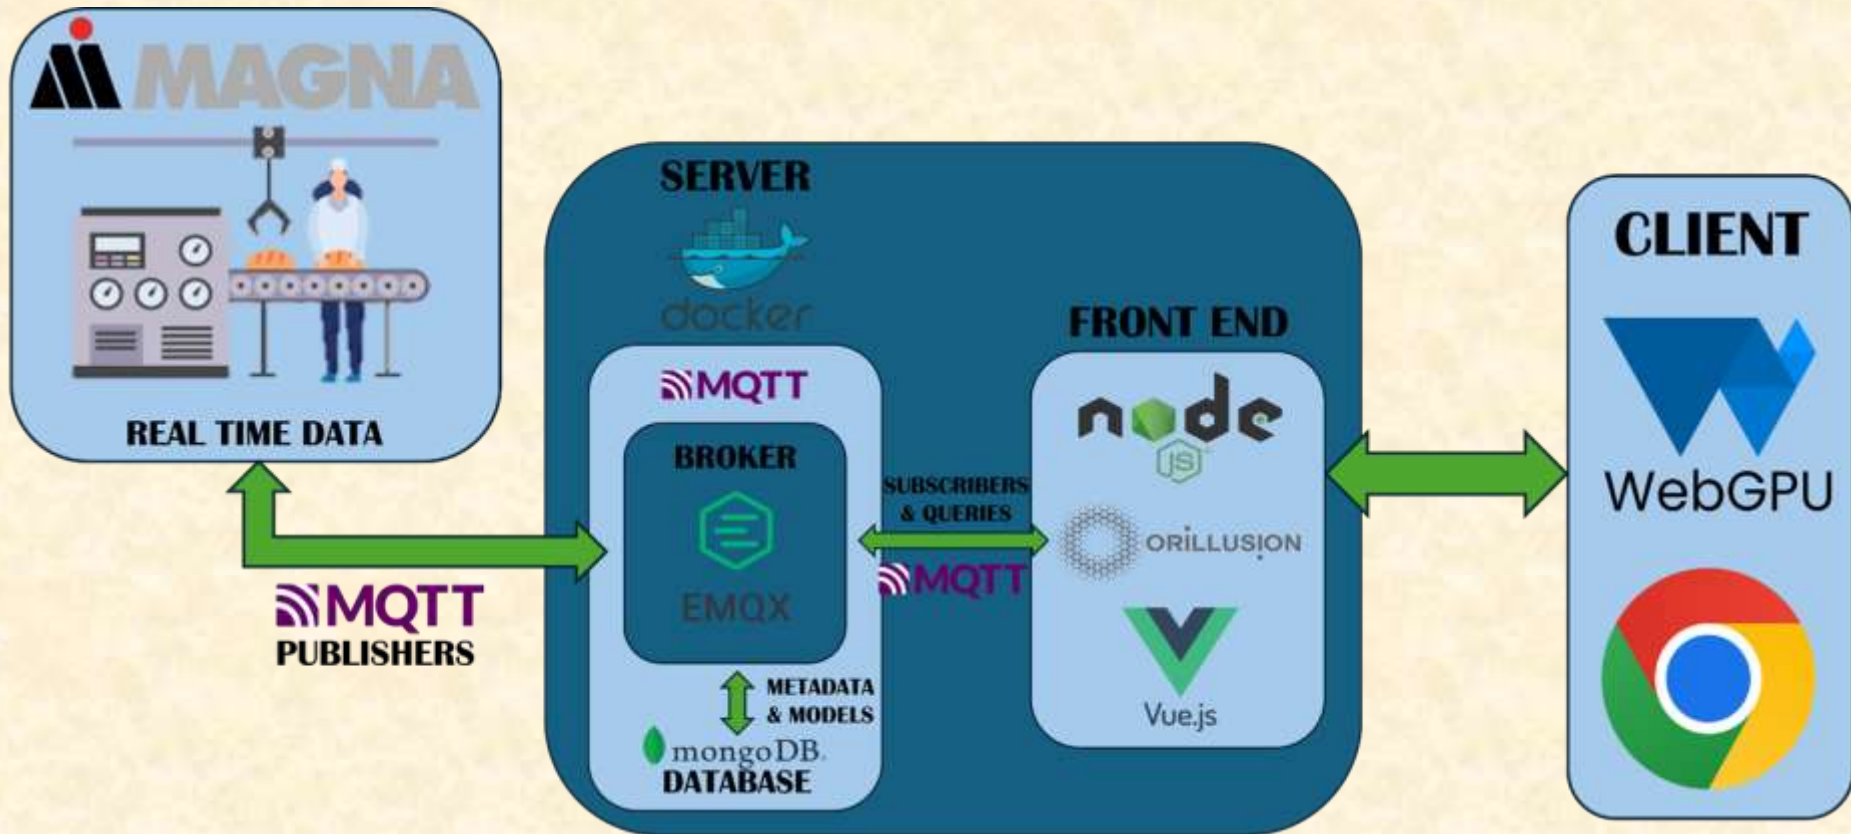 MAGNA
REAL TIME DATA
MQTT
PUBLISHERS
SERVER
docker
MQTT
BROKER
EMQX
METADATA
& MODELS
mongoDB.
DATABASE
SUBSCRIBERS
& QUERIES
MQTT
FRONT END
node
JS
ORILLUSION
Vue.js
CLIENT
WebGPU